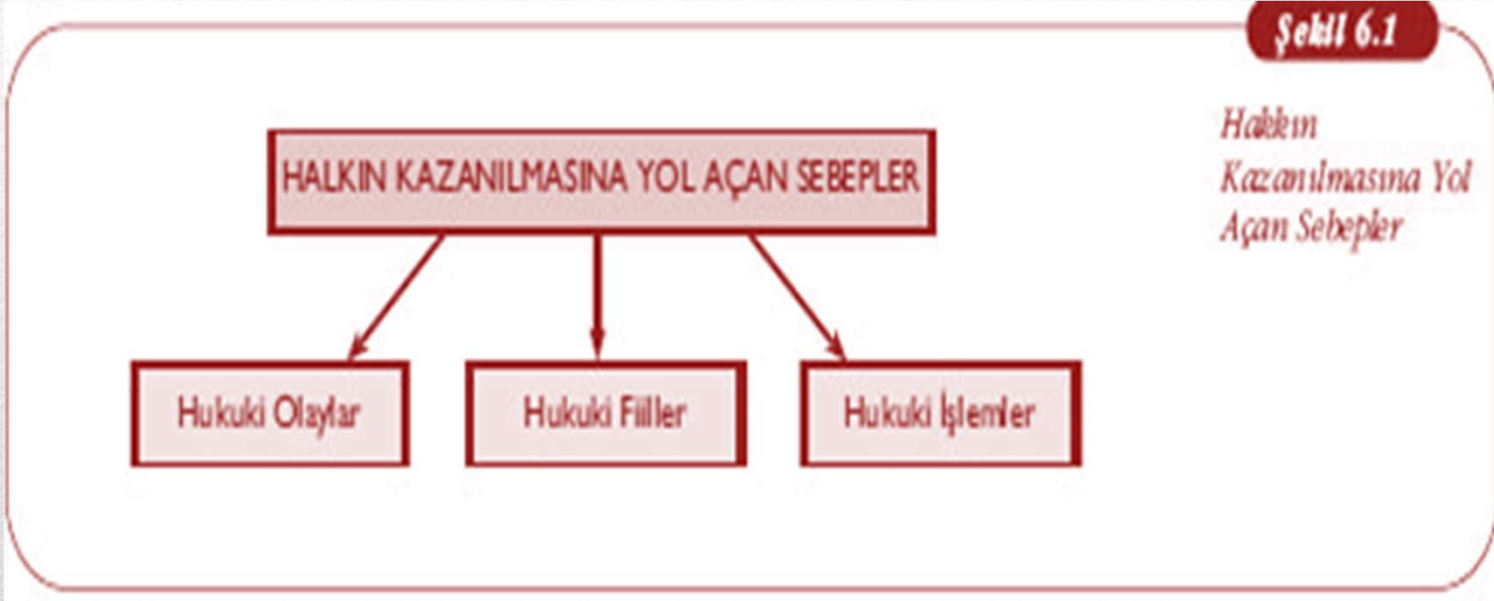 Şekil 6.1
Hakkın
Kazanılmasına Yol
Açan Sebepler
HALKIN KAZANILMASINA YOL AÇAN SEBEPLER
Hukuki Olaylar
Hukuki Fiiller
Hukuki İşlemler